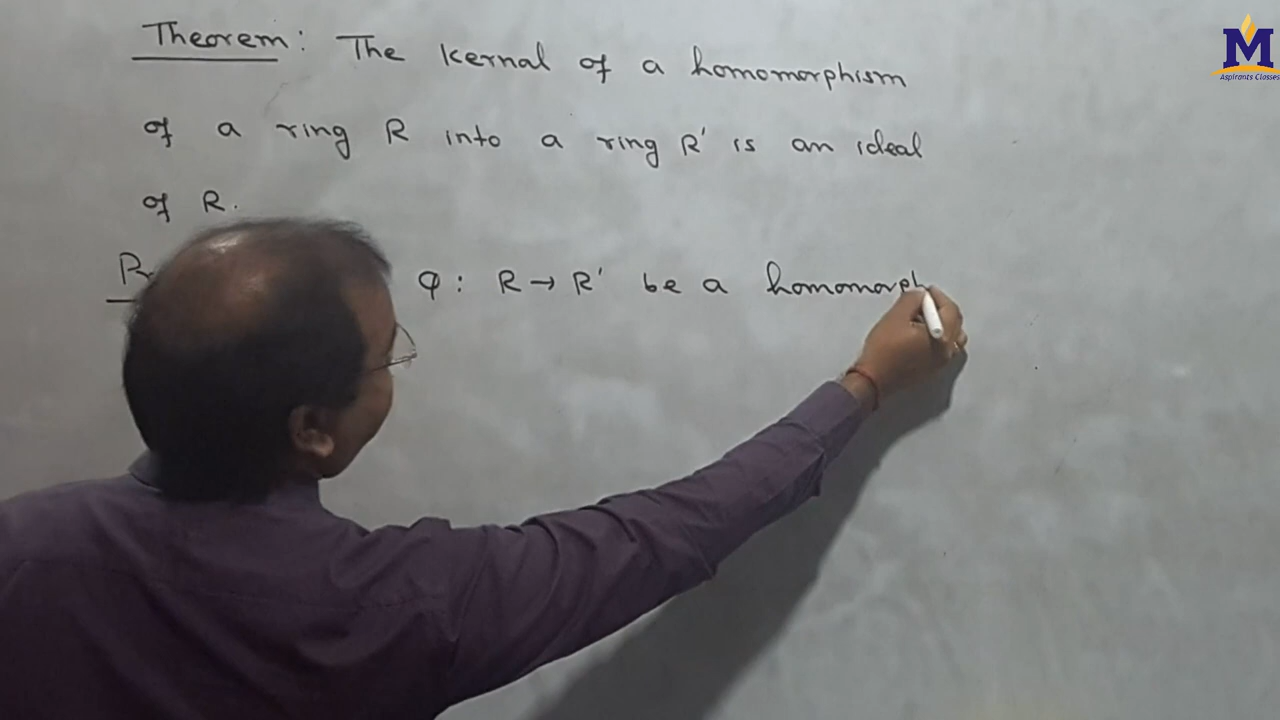 Theorem: The kernal of a homomorphism
of a ring R into a ring R' is an ideal
of R.
φ: R → R' be a homomorph
M
Aspirants Classes